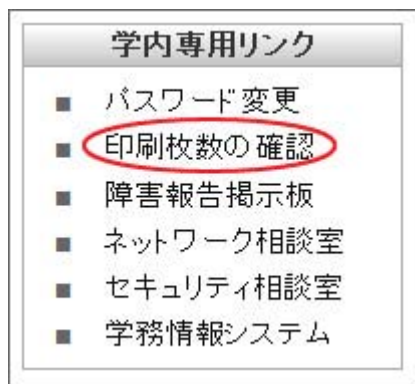 学内専用リンク
パスワード変更
印刷枚数の確認
障害報告掲示板
ネットワーク相談室
セキュリティ相談室
学務情報システム